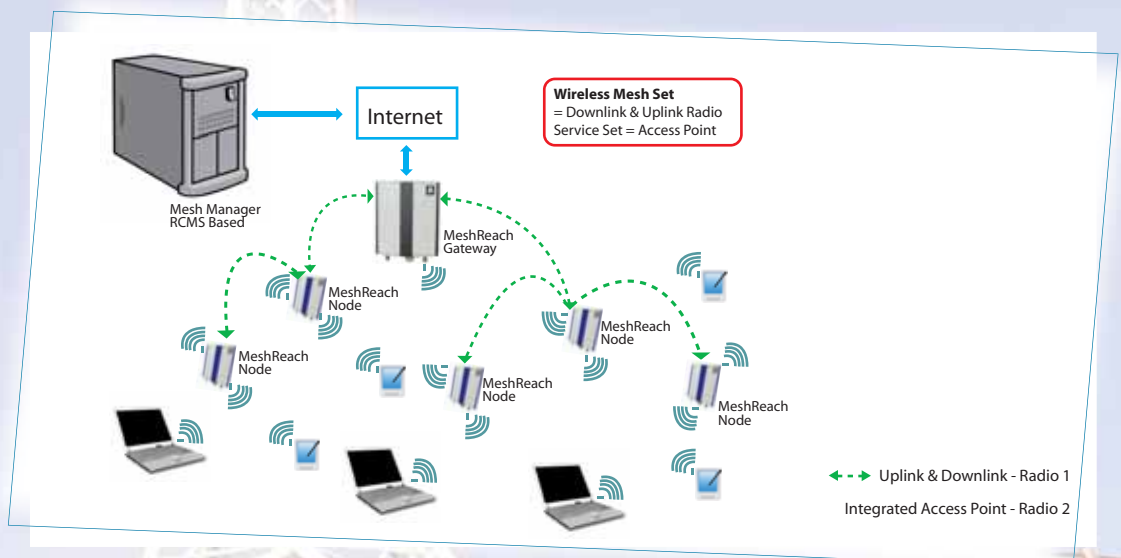 Internet
Wireless Mesh Set
= Downlink & Uplink Radio
Service Set = Access Point
Mesh Manager
RCMS Based
MeshReach
Gateway
MeshReach
Node
MeshReach
Node
MeshReach
Node
MeshReach
Node
MeshReach
Node
Uplink & Downlink - Radio 1
Integrated Access Point - Radio 2